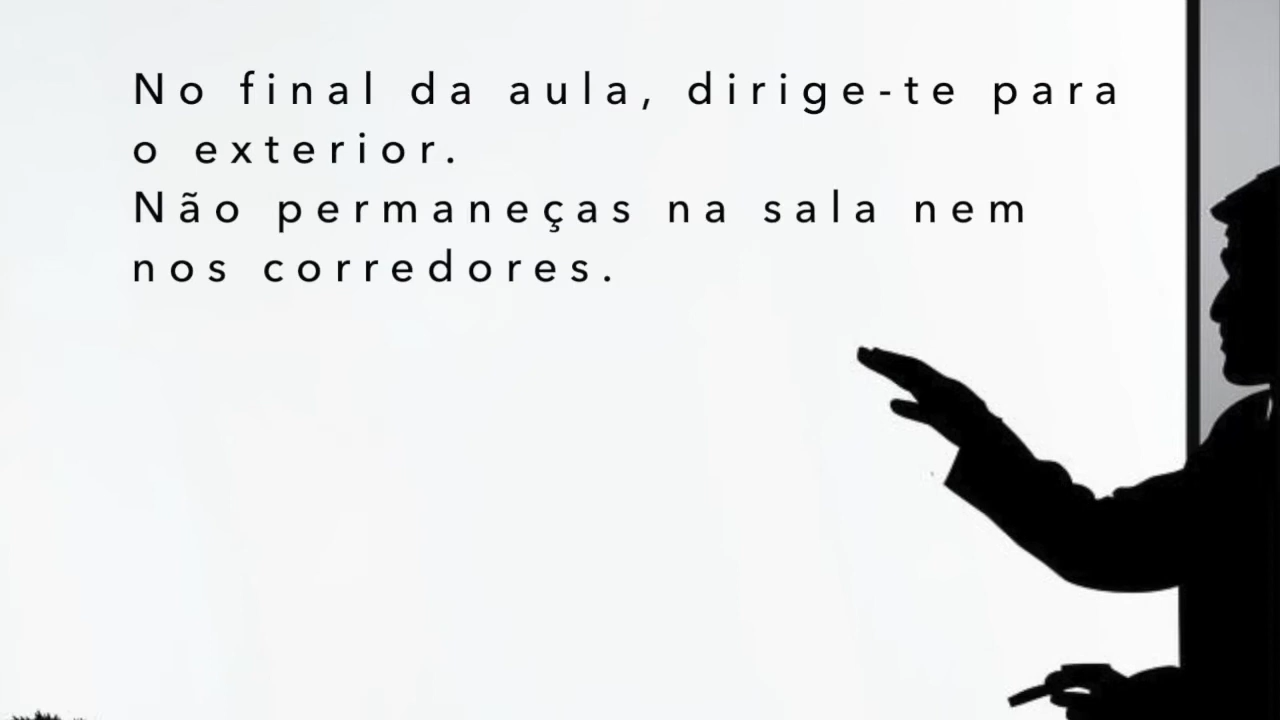 No final da aula, dirige-te para
o exterior.
Não permaneças na sala nem
nos corredores.